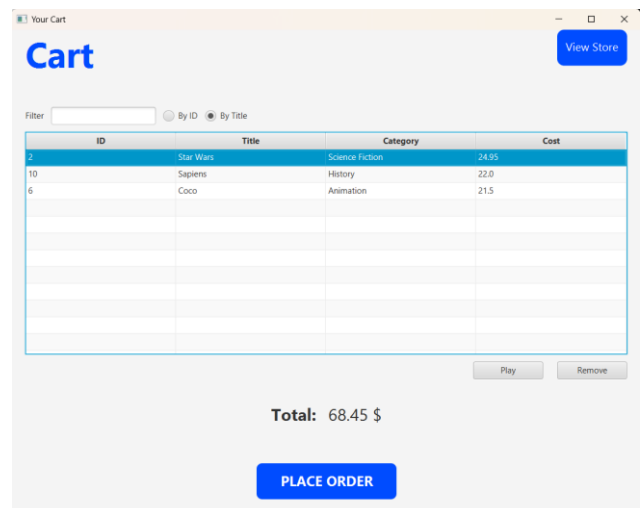 Your Cart
Cart
View Store
Filter By ID By Title
ID Title Category Cost
2 Star Wars Science Fiction 24.95
10 Sapiens History 22.0
6 Coco Animation 21.5
Play Remove
Total: 68.45 $
PLACE ORDER